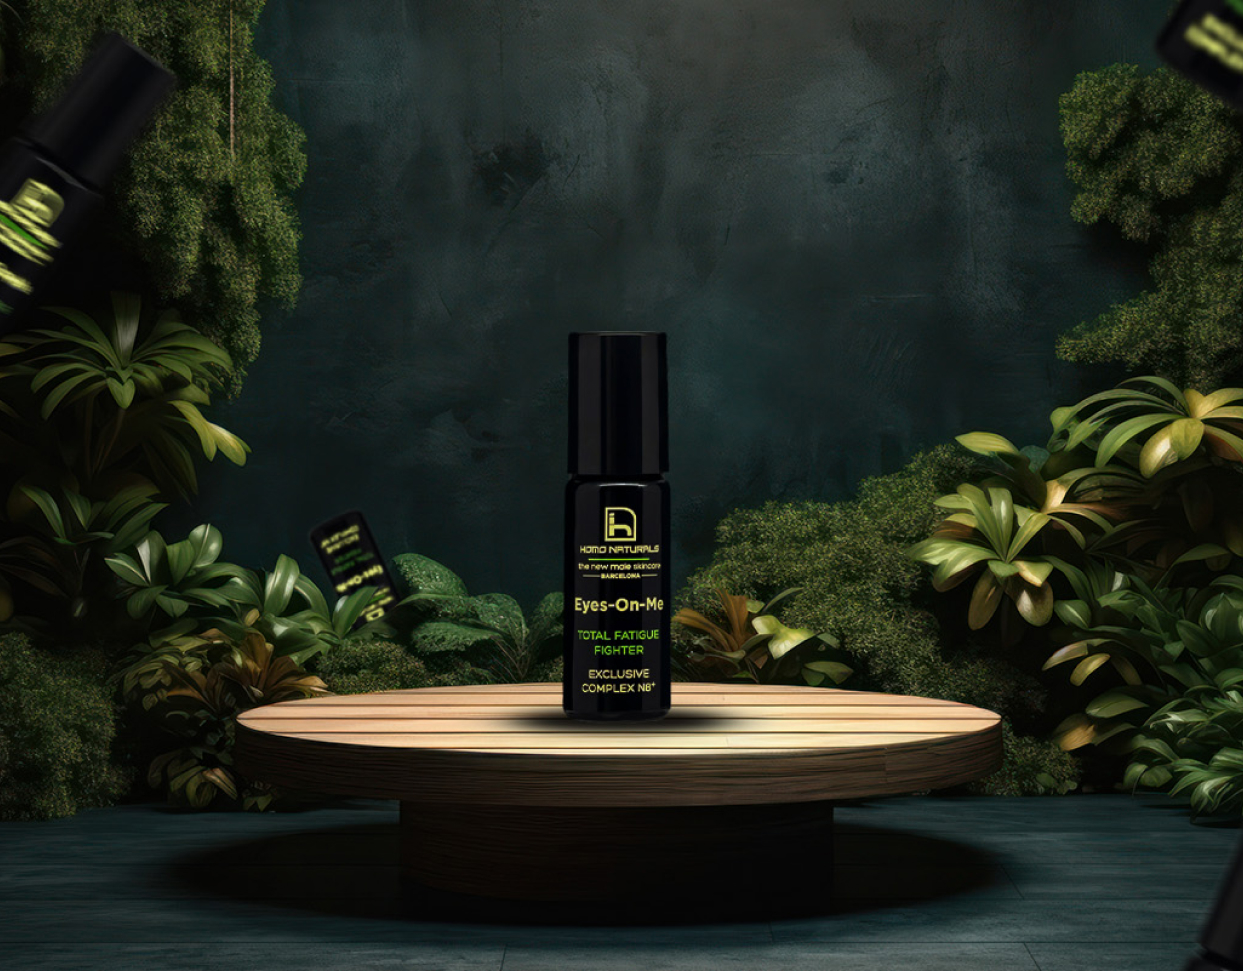 HOMO NATURALS
the new male skincare
BARCELONA
Eyes-On-Me
TOTAL FATIGUE
FIGHTER
EXCLUSIVE
COMPLEX N8+